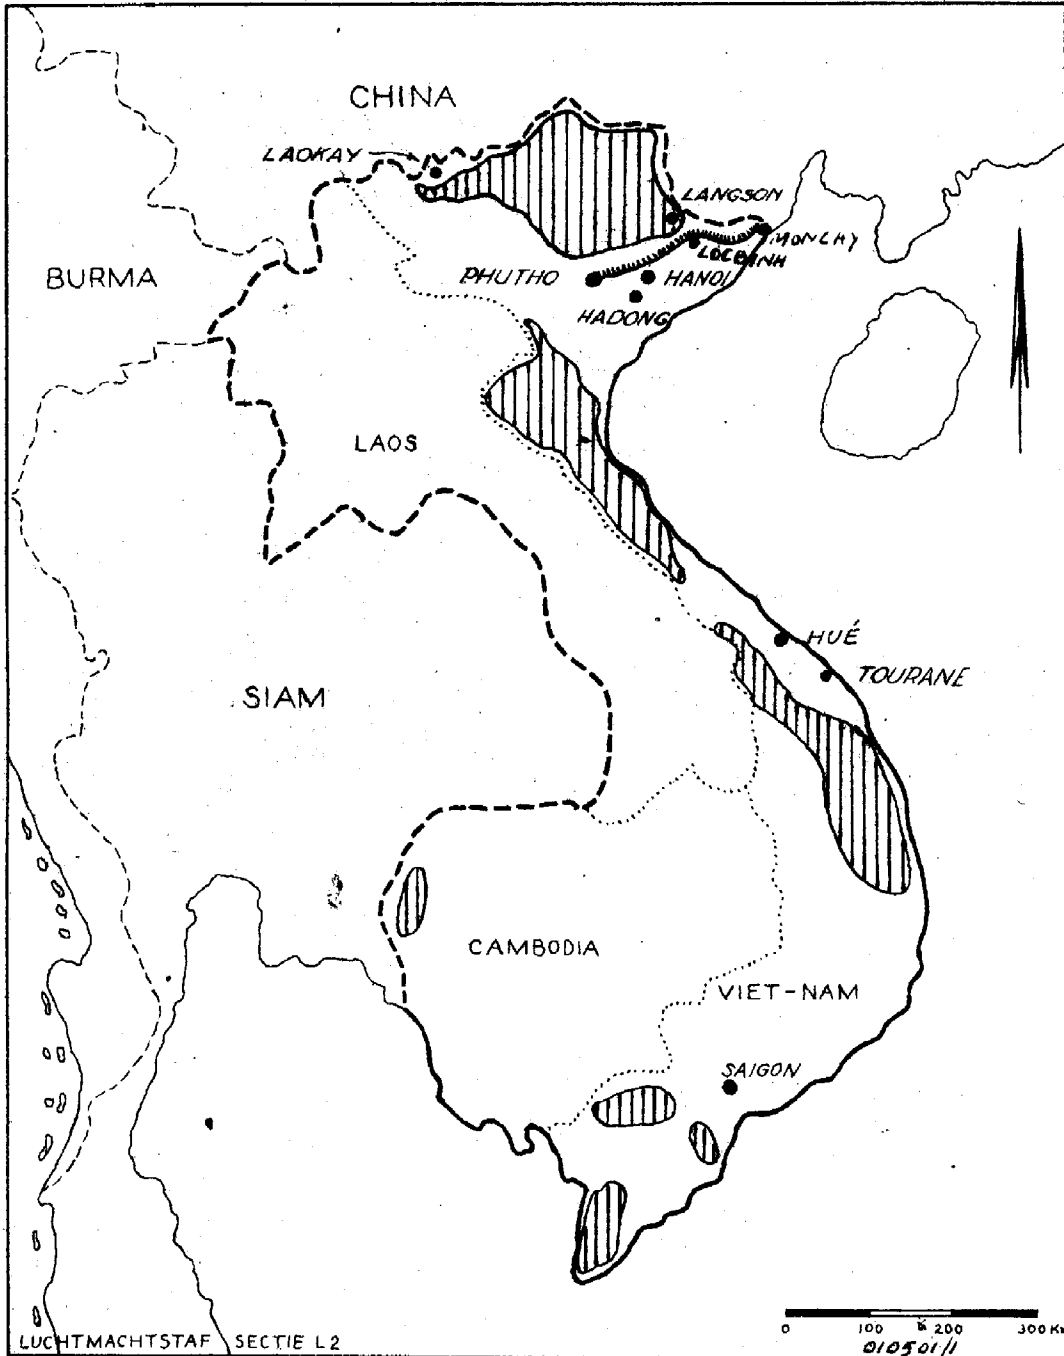 CHINA
LAOKAY
LANGSON
MONCAY
LOCBINH
BURMA
PHUTHO
HANOI
HADONG
LAOS
HUÉ
TOURANE
SIAM
CAMBODIA
VIET-NAM
SAIGON
LUCHTMACHTSTAF SECTIE L2
0 100 200 300 Km
010501/1